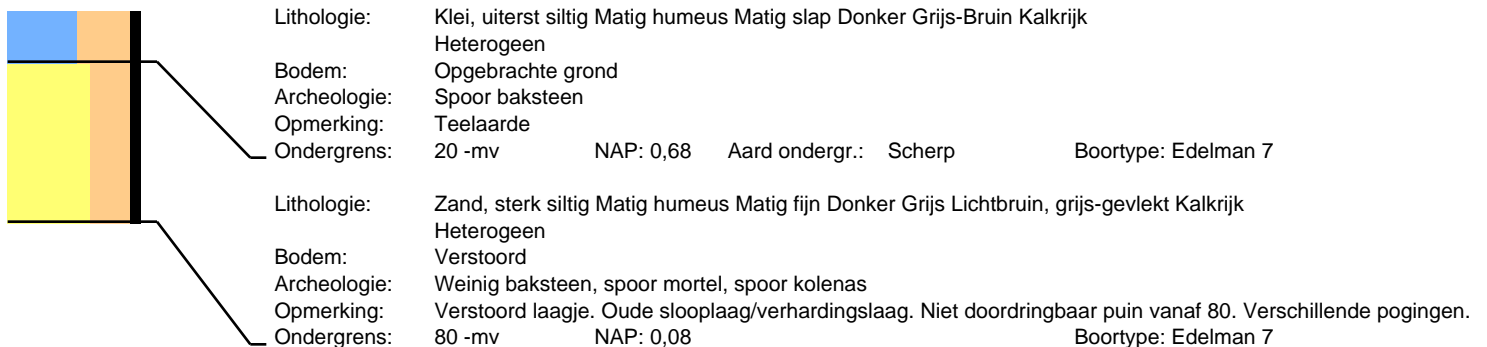 Lithologie: Klei, uiterst siltig Matig humeus Matig slap Donker Grijs-Bruin Kalkrijk
Heterogeen
Bodem: Opgebrachte grond
Archeologie: Spoor baksteen
Opmerking: Teelaarde
Ondergrens: 20 -mv NAP: 0,68 Aard ondergr.: Scherp Boortype: Edelman 7
Lithologie: Zand, sterk siltig Matig humeus Matig fijn Donker Grijs Lichtbruin, grijs-gevlekt Kalkrijk
Heterogeen
Bodem: Verstoord
Archeologie: Weinig baksteen, spoor mortel, spoor kolenas
Opmerking: Verstoord laagje. Oude slooplaag/verhardingslaag. Niet doordringbaar puin vanaf 80. Verschillende pogingen.
Ondergrens: 80 -mv NAP: 0,08 Boortype: Edelman 7